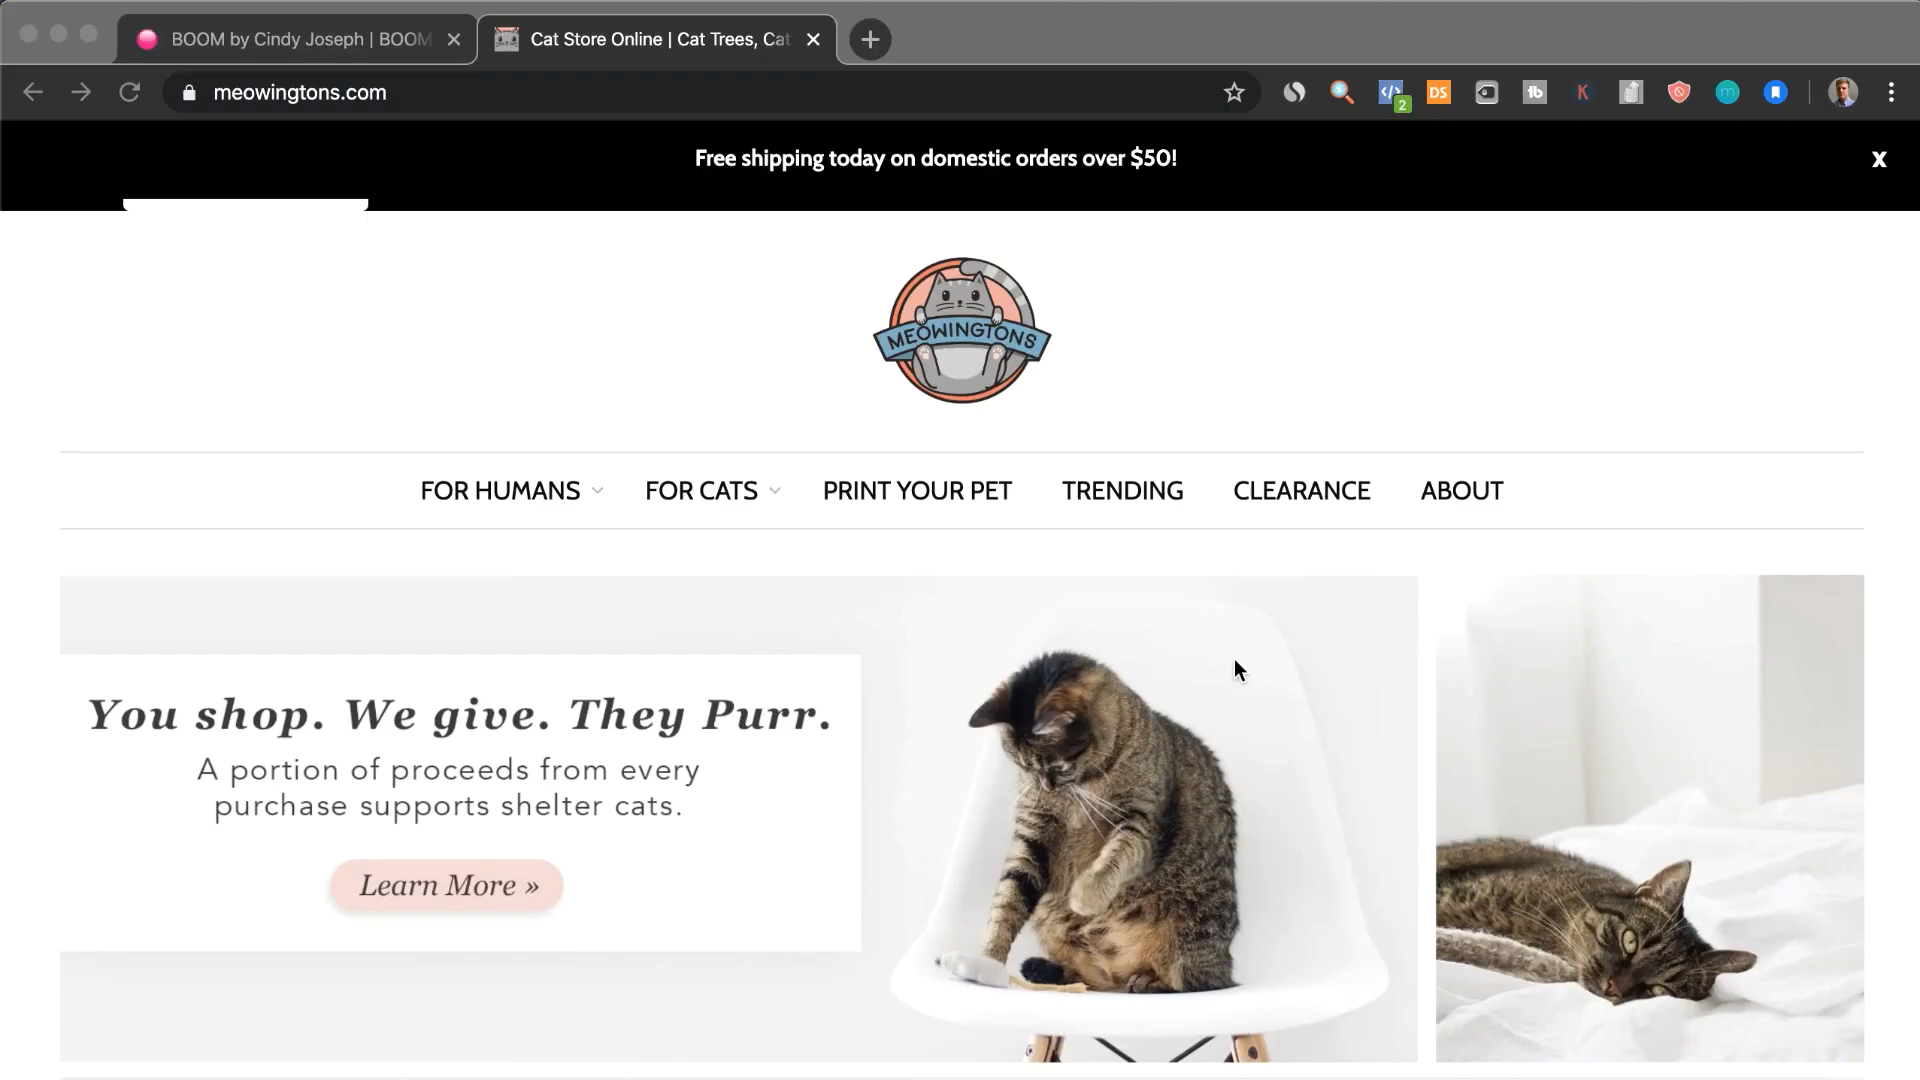 BOOM by Cindy Joseph | BOOM
Cat Store Online | Cat Trees, Cat
meowingtons.com
2
DS
tb
K
m
Free shipping today on domestic orders over $50!
x
MEOWINGTONS
FOR HUMANS
FOR CATS
PRINT YOUR PET
TRENDING
CLEARANCE
ABOUT
You shop. We give. They Purr.
A portion of proceeds from every
purchase supports shelter cats.
Learn More »